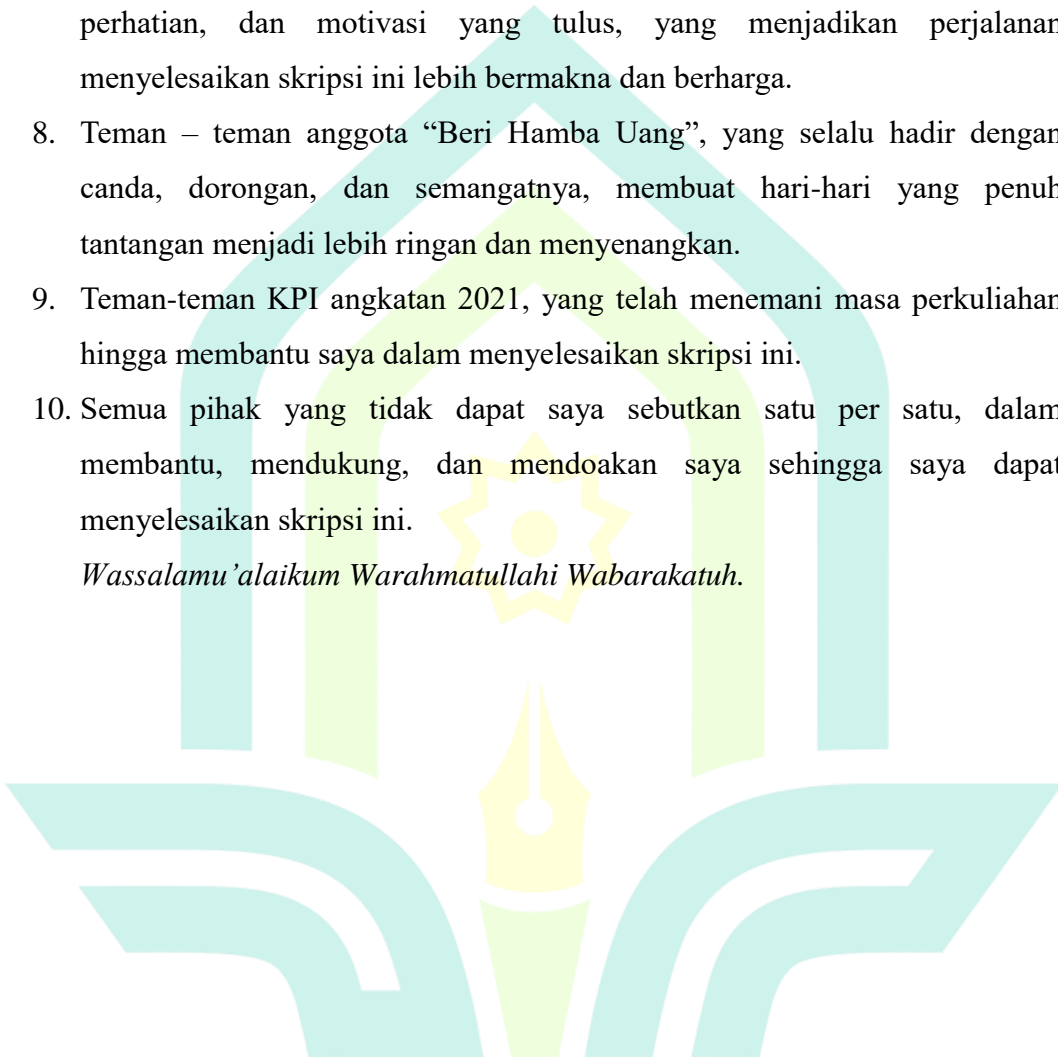 perhatian, dan motivasi yang tulus, yang menjadikan perjalanan
menyelesaikan skripsi ini lebih bermakna dan berharga.
8. Teman – teman anggota “Beri Hamba Uang”, yang selalu hadir dengan
canda, dorongan, dan semangatnya, membuat hari-hari yang penuh
tantangan menjadi lebih ringan dan menyenangkan.
9. Teman-teman KPI angkatan 2021, yang telah menemani masa perkuliahan
hingga membantu saya dalam menyelesaikan skripsi ini.
10. Semua pihak yang tidak dapat saya sebutkan satu per satu, dalam
membantu, mendukung, dan mendoakan saya sehingga saya dapat
menyelesaikan skripsi ini.
Wassalamu’alaikum Warahmatullahi Wabarakatuh.